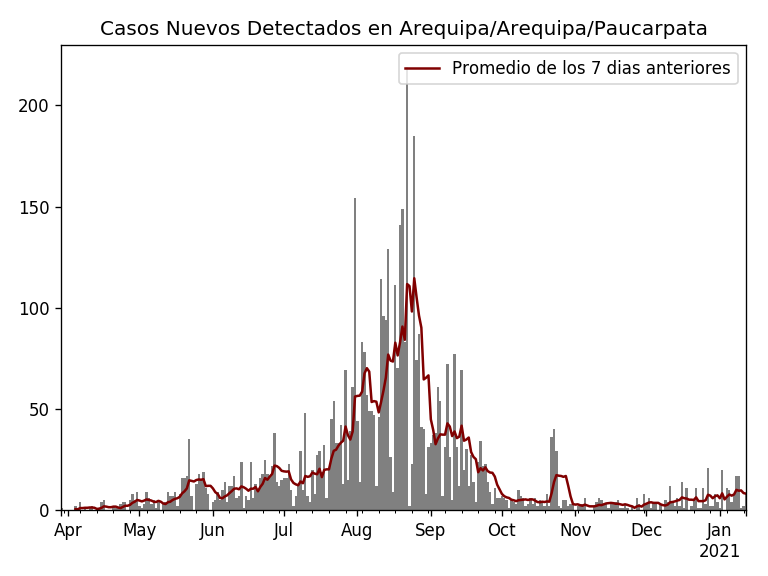 Casos Nuevos Detectados en Arequipa/Arequipa/Paucarpata
Promedio de los 7 dias anteriores
200
150
100
50
0
Apr May Jun Jul Aug Sep Oct Nov Dec Jan
2021